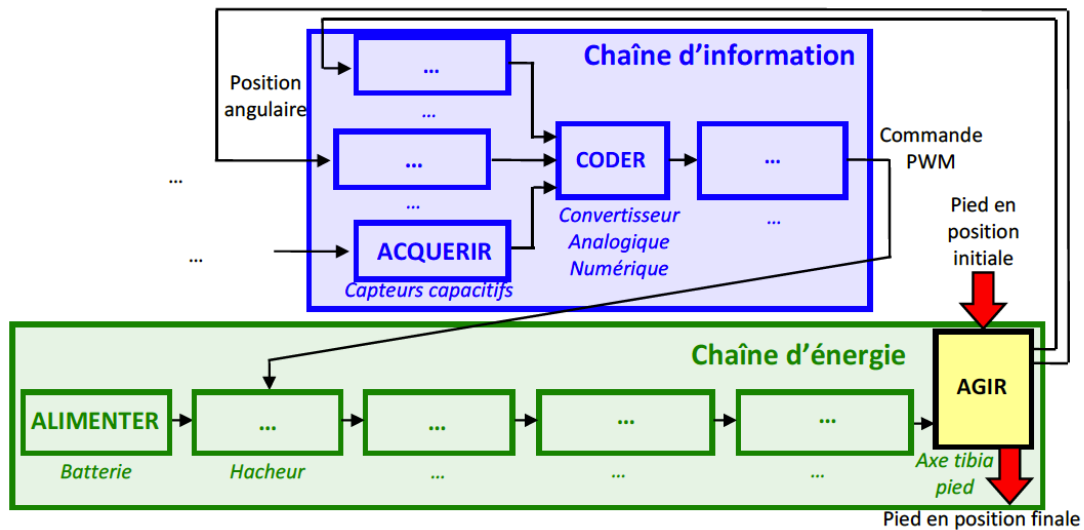 ...
Chaîne d'information
Position
angulaire
...
...
CODER
...
Commande
PWM
...
...
Convertisseur
Analogique
Numérique
...
Pied en
position
initiale
...
ACQUERIR
Capteurs capacitifs
Chaîne d'énergie
AGIR
ALIMENTER
...
...
...
...
Batterie
Hacheur
...
...
...
Axe tibia
pied
Pied en position finale